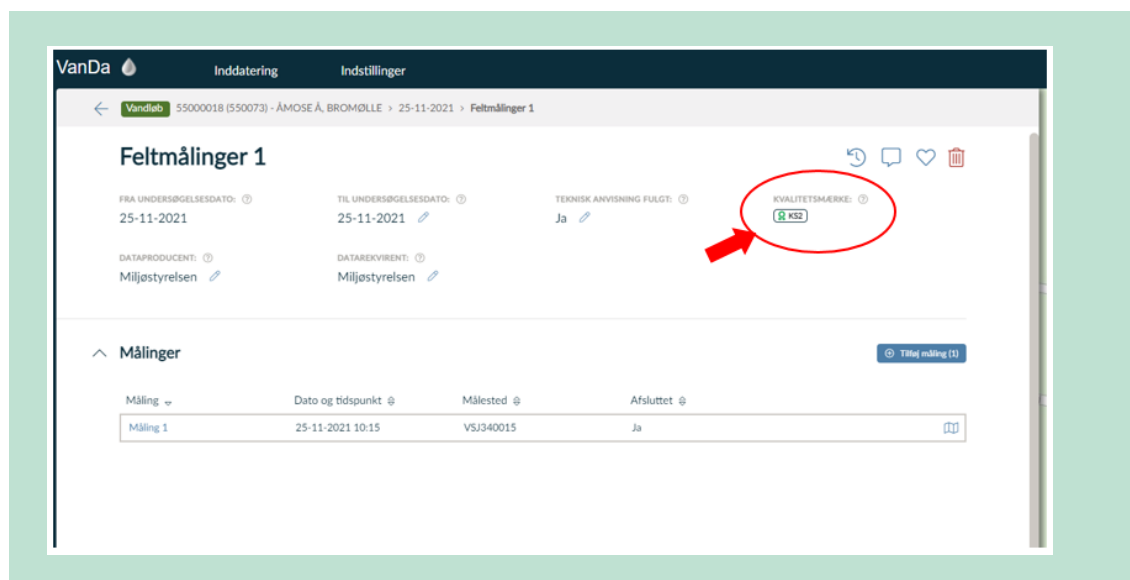 VanDa Inddatering Indstillinger
Vandløb 55000018 (550073) - ÅMOSE Å, BROMØLLE > 25-11-2021 > Feltmålinger 1
Feltmålinger 1
FRA UNDERSØGELSESDATO: TIL UNDERSØGELSESDATO: TEKNISK ANVISNING FULGT: KVALITETSMÆRKE:
25-11-2021 25-11-2021 Ja KS2
DATAPRODUCENT: DATAREKVIRENT:
Miljøstyrelsen Miljøstyrelsen
Målinger Tilføj måling (1)
Måling Dato og tidspunkt Målested Afsluttet
Måling 1 25-11-2021 10:15 VSJ340015 Ja